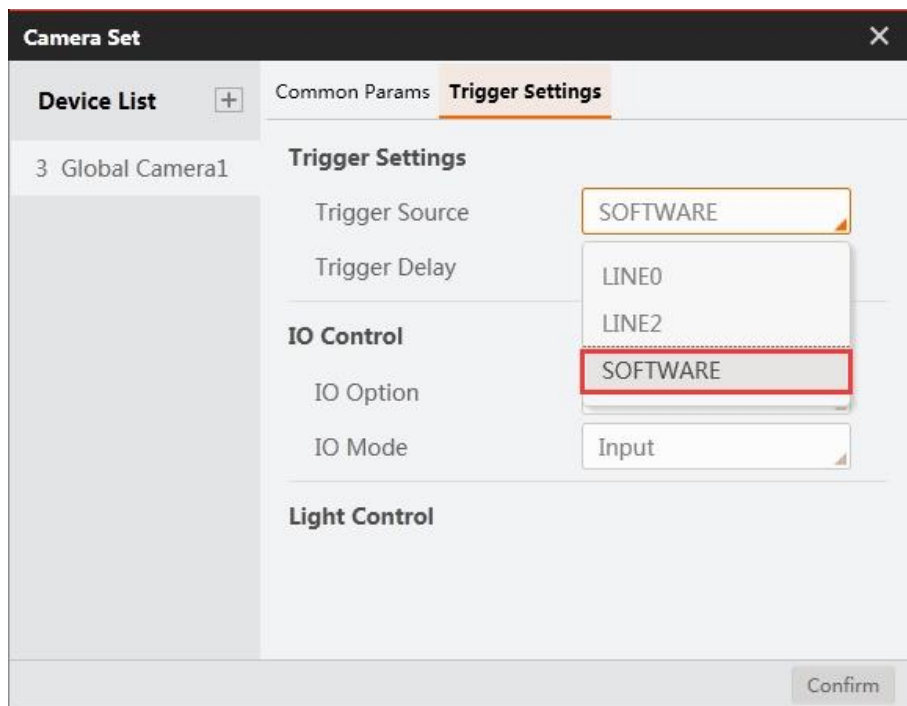 Camera Set
Device List
Common Params Trigger Settings
3 Global Camera1
Trigger Settings
Trigger Source SOFTWARE
Trigger Delay
LINE0
LINE2
SOFTWARE
IO Control
IO Option
IO Mode Input
Light Control
Confirm